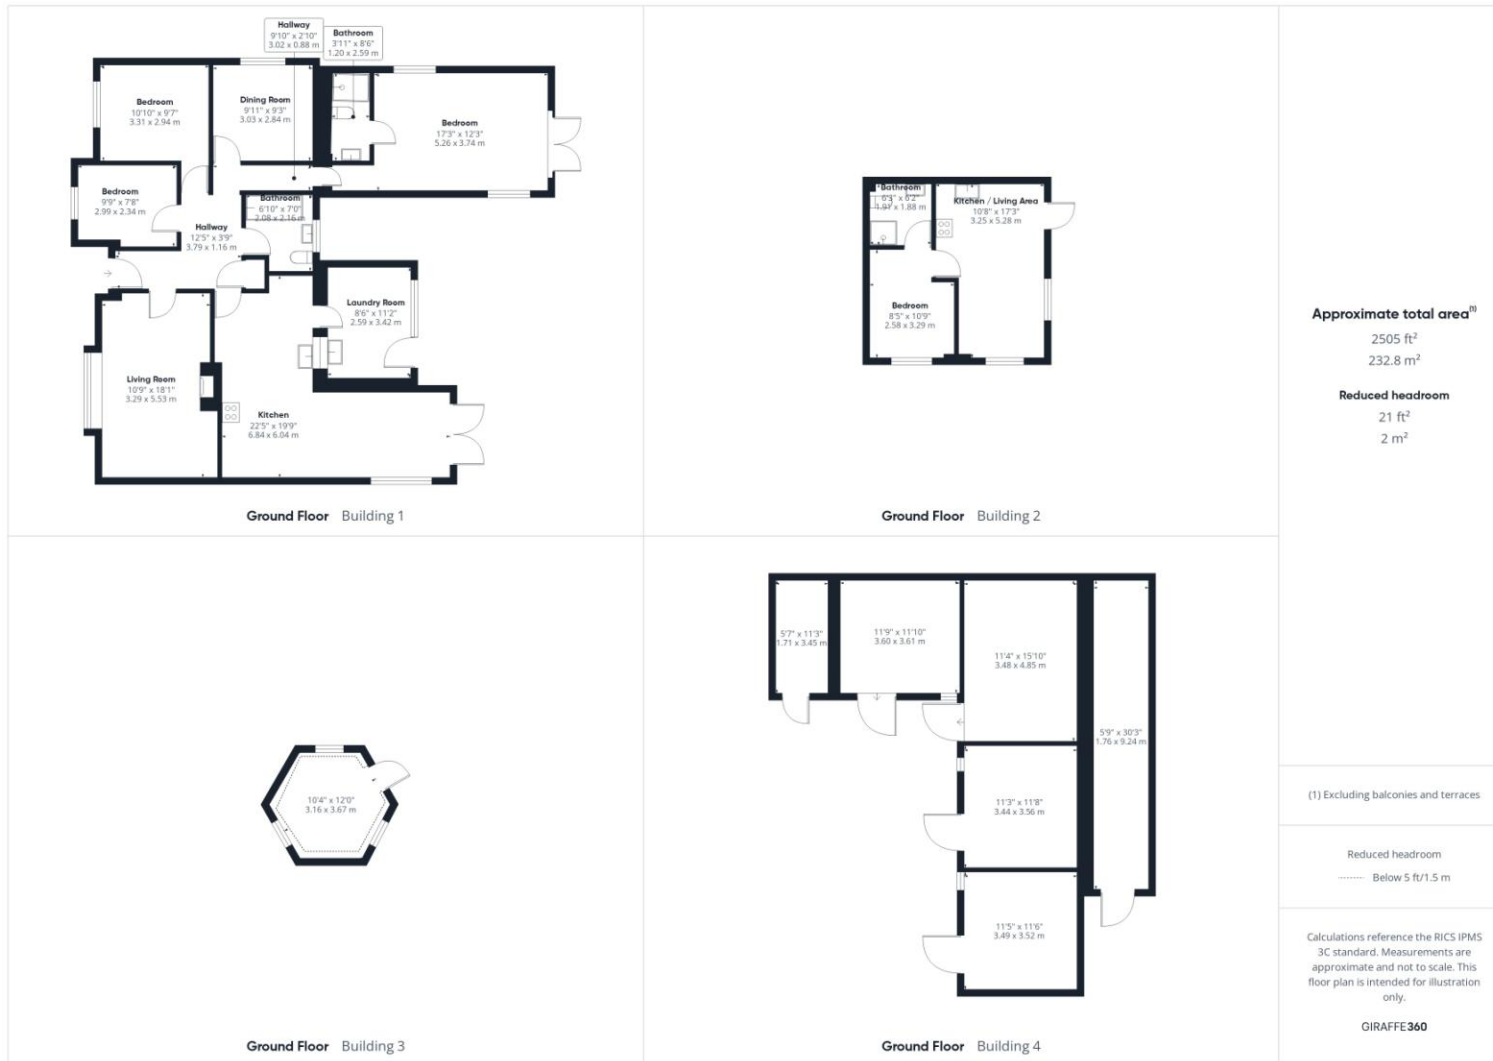 Hallway
9'10" x 2'10"
3.02 x 0.88 m
Bathroom
3'11" x 8'6"
1.20 x 2.59 m
Bedroom
10'10" x 9'7"
3.31 x 2.94 m
Dining Room
9'11" x 9'3"
3.03 x 2.84 m
Bedroom
17'3" x 12'3"
5.26 x 3.74 m
Bedroom
9'9" x 7'8"
2.99 x 2.34 m
Bathroom
6'10" x 7'0"
2.08 x 2.16 m
Hallway
12'5" x 3'9"
3.79 x 1.16 m
Laundry Room
8'6" x 11'2"
2.59 x 3.42 m
Living Room
10'9" x 18'1"
3.29 x 5.53 m
Kitchen
22'5" x 19'9"
6.84 x 6.04 m
Ground Floor Building 1
Bathroom
6'3" x 6'2"
1.91 x 1.88 m
Kitchen / Living Area
10'8" x 17'3"
3.25 x 5.28 m
Bedroom
8'5" x 10'9"
2.58 x 3.29 m
Ground Floor Building 2
10'4" x 12'0"
3.16 x 3.67 m
Ground Floor Building 3
5'7" x 11'3"
1.71 x 3.45 m
11'9" x 11'10"
3.60 x 3.61 m
11'4" x 15'10"
3.48 x 4.85 m
5'9" x 30'3"
1.76 x 9.24 m
11'3" x 11'8"
3.44 x 3.56 m
11'5" x 11'6"
3.49 x 3.52 m
Ground Floor Building 4
Approximate total area(1)
2505 ft²
232.8 m²
Reduced headroom
21 ft²
2 m²
(1) Excluding balconies and terraces
Reduced headroom
Below 5 ft/1.5 m
Calculations reference the RICS IPMS
3C standard. Measurements are
approximate and not to scale. This
floor plan is intended for illustration
only.
GIRAFFE360